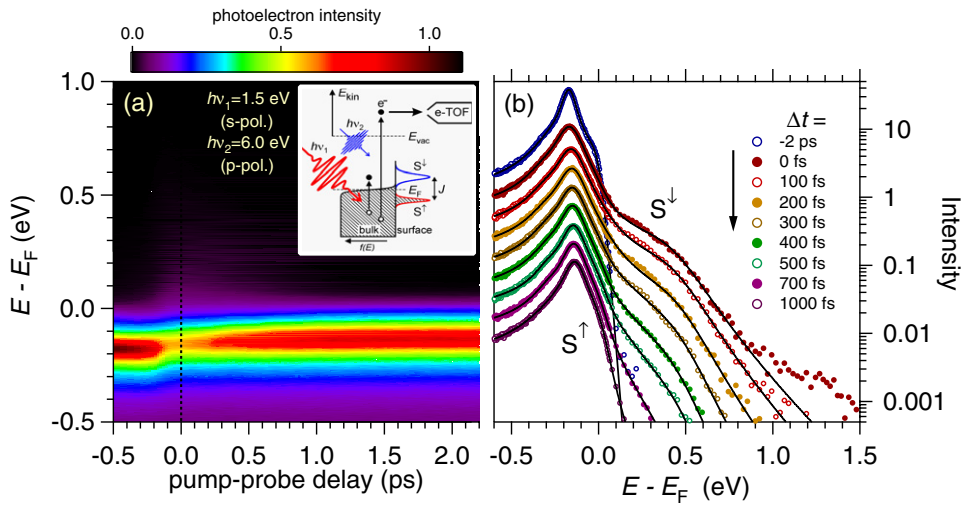 photoelectron intensity
0.0 0.5 1.0
(a)
hν1=1.5 eV
(s-pol.)
hν2=6.0 eV
(p-pol.)
Ekin
e-
e-TOF
hν2
hν1
Evac
S↓
J
EF
S↑
bulk surface
f(E)
E - EF (eV)
1.0
0.5
0.0
-0.5
-0.5 0.0 0.5 1.0 1.5 2.0
pump-probe delay (ps)
(b)
Δt =
-2 ps
0 fs
100 fs
200 fs
300 fs
400 fs
500 fs
700 fs
1000 fs
S↓
S↑
10
1
0.1
0.01
0.001
Intensity
-0.5 0.0 0.5 1.0 1.5
E - EF (eV)